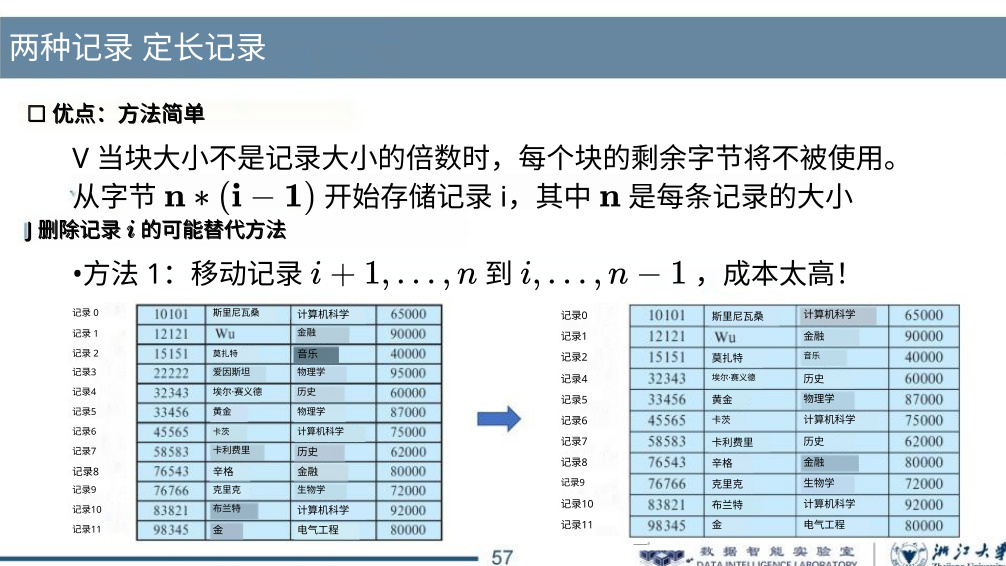 两种记录 定长记录
☐ 优点：方法简单
V 当块大小不是记录大小的倍数时，每个块的剩余字节将不被使用。
从字节 n ∗ (i − 1) 开始存储记录 i，其中 n 是每条记录的大小
删除记录 i 的可能替代方法
•方法 1：移动记录 i + 1, . . . , n 到 i, . . . , n − 1 ，成本太高！
记录 0 10101 斯里尼瓦桑 计算机科学 65000
记录 1 12121 Wu 金融 90000
记录 2 15151 莫扎特 音乐 40000
记录3 22222 爱因斯坦 物理学 95000
记录4 32343 埃尔·赛义德 历史 60000
记录5 33456 黄金 物理学 87000
记录6 45565 卡茨 计算机科学 75000
记录7 58583 卡利费里 历史 62000
记录8 76543 辛格 金融 80000
记录9 76766 克里克 生物学 72000
记录10 83821 布兰特 计算机科学 92000
记录11 98345 金 电气工程 80000
记录0 10101 斯里尼瓦桑 计算机科学 65000
记录1 12121 Wu 金融 90000
记录2 15151 莫扎特 音乐 40000
记录4 32343 埃尔·赛义德 历史 60000
记录5 33456 黄金 物理学 87000
记录6 45565 卡茨 计算机科学 75000
记录7 58583 卡利费里 历史 62000
记录8 76543 辛格 金融 80000
记录9 76766 克里克 生物学 72000
记录10 83821 布兰特 计算机科学 92000
记录11 98345 金 电气工程 80000
57
数据智能实验室
DATA INTELLIGENCE LABORATORY
浙江大学